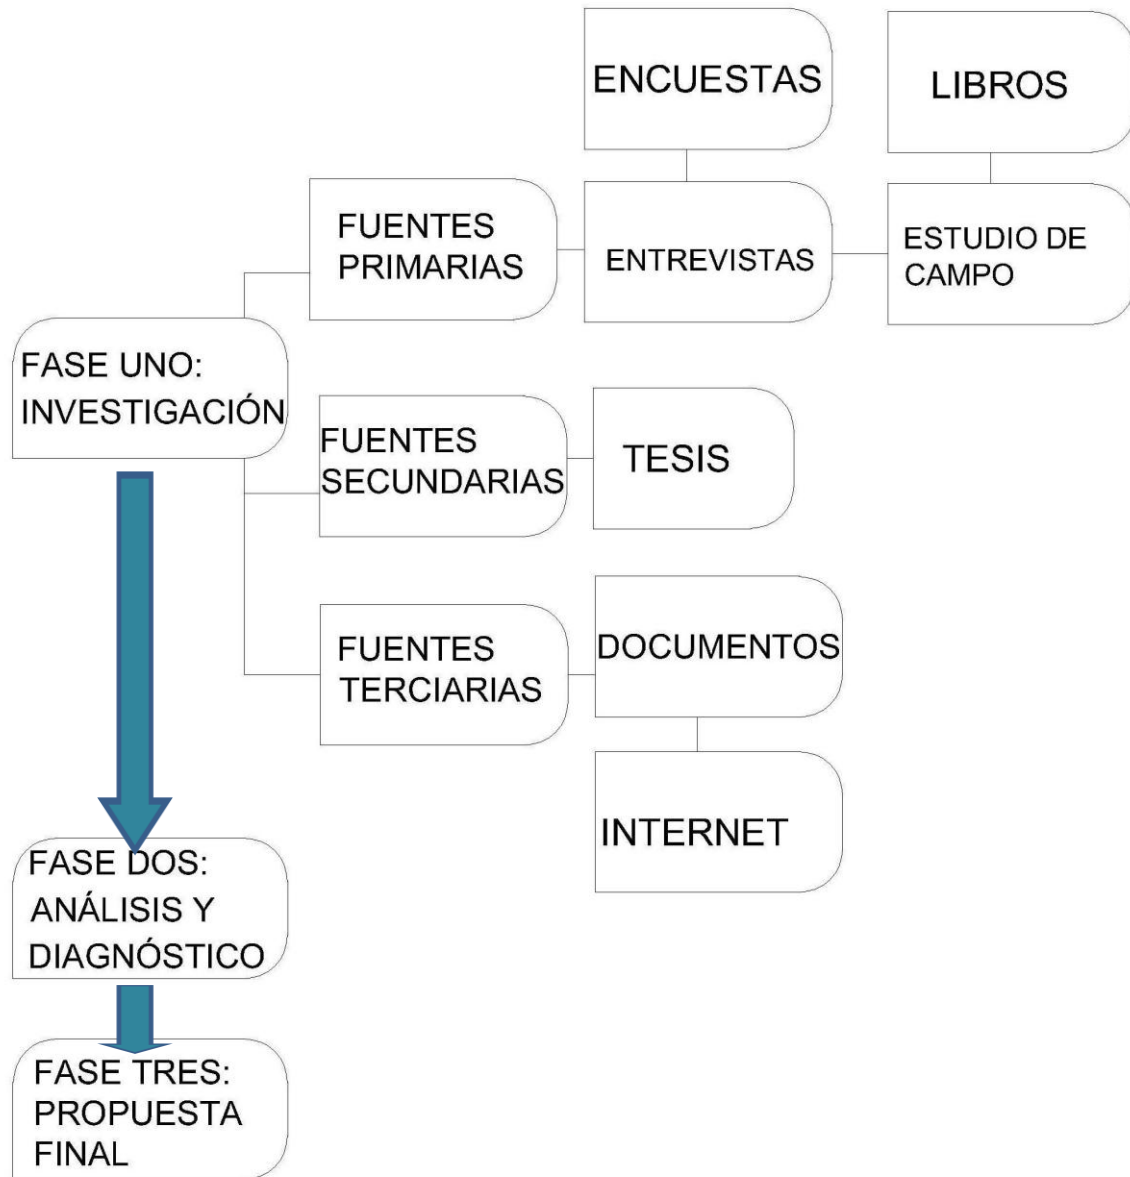 ENCUESTAS
LIBROS
FUENTES
PRIMARIAS
ENTREVISTAS
ESTUDIO DE
CAMPO
FASE UNO:
INVESTIGACIÓN
FUENTES
SECUNDARIAS
TESIS
FUENTES
TERCIARIAS
DOCUMENTOS
INTERNET
FASE DOS:
ANÁLISIS Y
DIAGNÓSTICO
FASE TRES:
PROPUESTA
FINAL